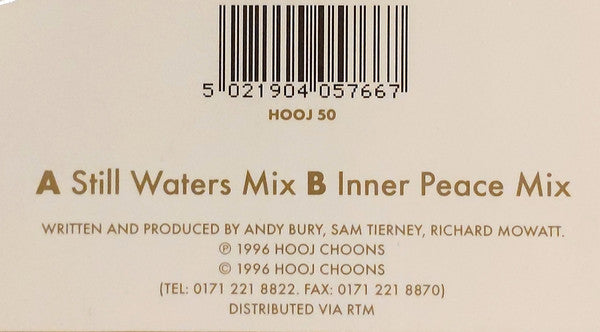 5 021904 057667
HOOJ 50
A Still Waters Mix B Inner Peace Mix
WRITTEN AND PRODUCED BY ANDY BURY, SAM TIERNEY, RICHARD MOWATT.
℗ 1996 HOOJ CHOONS
© 1996 HOOJ CHOONS
(TEL: 0171 221 8822. FAX: 0171 221 8870)
DISTRIBUTED VIA RTM